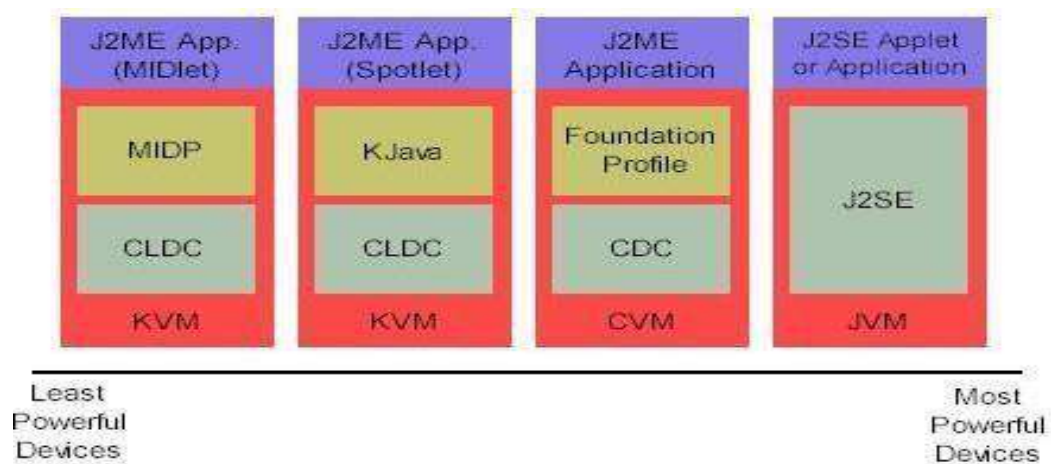 J2ME App.
(MIDlet)
MIDP
CLDC
KVM
J2ME App.
(Spotlet)
KJava
CLDC
KVM
J2ME
Application
Foundation
Profile
CDC
CVM
J2SE Applet
or Application
J2SE
JVM
Least
Powerful
Devices
Most
Powerful
Devices